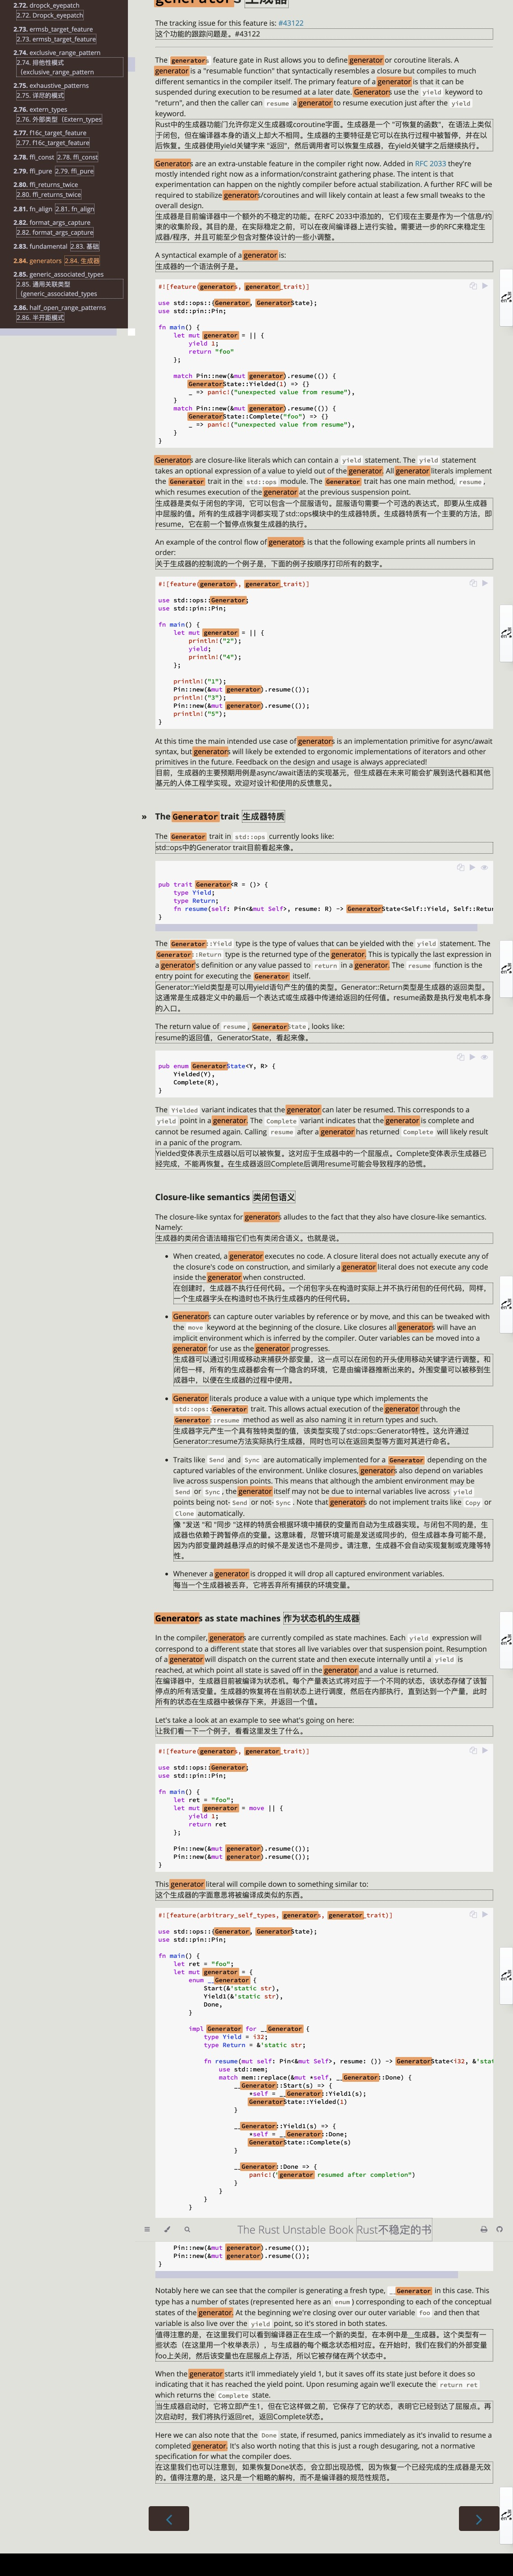 2.72. dropck_eyepatch
2.72. Dropck_eyepatch
2.73. ermsb_target_feature
2.73. ermsb_target_feature
2.74. exclusive_range_pattern
2.74. 排他性模式
（exclusive_range_pattern
2.75. exhaustive_patterns
2.75. 详尽的模式
2.76. extern_types
2.76. 外部类型（Extern_types
2.77. f16c_target_feature
2.77. f16c_target_feature
2.78. ffi_const 2.78. ffi_const
2.79. ffi_pure 2.79. ffi_pure
2.80. ffi_returns_twice
2.80. ffi_returns_twice
2.81. fn_align 2.81. fn_align
2.82. format_args_capture
2.82. format_args_capture
2.83. fundamental 2.83. 基础
2.84. generators 2.84. 生成器
2.85. generic_associated_types
2.85. 通用关联类型
（generic_associated_types
2.86. half_open_range_patterns
2.86. 半开距模式
generators 生成器
The tracking issue for this feature is: #43122
这个功能的跟踪问题是。#43122
The generators feature gate in Rust allows you to define generator or coroutine literals. A
generator is a "resumable function" that syntactically resembles a closure but compiles to much
different semantics in the compiler itself. The primary feature of a generator is that it can be
suspended during execution to be resumed at a later date. Generators use the yield keyword to
"return", and then the caller can resume a generator to resume execution just after the yield
keyword.
Rust中的生成器功能门允许你定义生成器或coroutine字面。生成器是一个 "可恢复的函数"，在语法上类似
于闭包，但在编译器本身的语义上却大不相同。生成器的主要特征是它可以在执行过程中被暂停，并在以
后恢复。生成器使用yield关键字来 "返回"，然后调用者可以恢复生成器，在yield关键字之后继续执行。
Generators are an extra-unstable feature in the compiler right now. Added in RFC 2033 they're
mostly intended right now as a information/constraint gathering phase. The intent is that
experimentation can happen on the nightly compiler before actual stabilization. A further RFC will be
required to stabilize generators/coroutines and will likely contain at least a few small tweaks to the
overall design.
生成器是目前编译器中一个额外的不稳定的功能。在RFC 2033中添加的，它们现在主要是作为一个信息/约
束的收集阶段。其目的是，在实际稳定之前，可以在夜间编译器上进行实验。需要进一步的RFC来稳定生
成器/程序，并且可能至少包含对整体设计的一些小调整。
A syntactical example of a generator is:
生成器的一个语法例子是。
#![feature(generators, generator_trait)]
use std::ops::{Generator, GeneratorState};
use std::pin::Pin;
fn main() {
let mut generator = || {
yield 1;
return "foo"
};
match Pin::new(&mut generator).resume(()) {
GeneratorState::Yielded(1) => {}
_ => panic!("unexpected value from resume"),
}
match Pin::new(&mut generator).resume(()) {
GeneratorState::Complete("foo") => {}
_ => panic!("unexpected value from resume"),
}
}
Generators are closure-like literals which can contain a yield statement. The yield statement
takes an optional expression of a value to yield out of the generator. All generator literals implement
the Generator trait in the std::ops module. The Generator trait has one main method, resume,
which resumes execution of the generator at the previous suspension point.
生成器是类似于闭包的字词，它可以包含一个屈服语句。屈服语句需要一个可选的表达式，即要从生成器
中屈服的值。所有的生成器字词都实现了std::ops模块中的生成器特质。生成器特质有一个主要的方法，即
resume，它在前一个暂停点恢复生成器的执行。
An example of the control flow of generators is that the following example prints all numbers in
order:
关于生成器的控制流的一个例子是，下面的例子按顺序打印所有的数字。
#![feature(generators, generator_trait)]
use std::ops::Generator;
use std::pin::Pin;
fn main() {
let mut generator = || {
println!("2");
yield;
println!("4");
};
println!("1");
Pin::new(&mut generator).resume(());
println!("3");
Pin::new(&mut generator).resume(());
println!("5");
}
At this time the main intended use case of generators is an implementation primitive for async/await
syntax, but generators will likely be extended to ergonomic implementations of iterators and other
primitives in the future. Feedback on the design and usage is always appreciated!
目前，生成器的主要预期用例是async/await语法的实现基元，但生成器在未来可能会扩展到迭代器和其他
基元的人体工程学实现。欢迎对设计和使用的反馈意见。
» The Generator trait 生成器特质
The Generator trait in std::ops currently looks like:
std::ops中的Generator trait目前看起来像。
pub trait Generator<R = ()> {
type Yield;
type Return;
fn resume(self: Pin<&mut Self>, resume: R) -> GeneratorState<Self::Yield, Self::Retur
}
The Generator::Yield type is the type of values that can be yielded with the yield statement. The
Generator::Return type is the returned type of the generator. This is typically the last expression in
a generator's definition or any value passed to return in a generator. The resume function is the
entry point for executing the Generator itself.
Generator::Yield类型是可以用yield语句产生的值的类型。Generator::Return类型是生成器的返回类型。
这通常是生成器定义中的最后一个表达式或生成器中传递给返回的任何值。resume函数是执行发电机本身
的入口。
The return value of resume, GeneratorState, looks like:
resume的返回值，GeneratorState，看起来像。
pub enum GeneratorState<Y, R> {
Yielded(Y),
Complete(R),
}
The Yielded variant indicates that the generator can later be resumed. This corresponds to a
yield point in a generator. The Complete variant indicates that the generator is complete and
cannot be resumed again. Calling resume after a generator has returned Complete will likely result
in a panic of the program.
Yielded变体表示生成器以后可以被恢复。这对应于生成器中的一个屈服点。Complete变体表示生成器已
经完成，不能再恢复。在生成器返回Complete后调用resume可能会导致程序的恐慌。
Closure-like semantics 类闭包语义
The closure-like syntax for generators alludes to the fact that they also have closure-like semantics.
Namely:
生成器的类闭合语法暗指它们也有类闭合语义。也就是说。
• When created, a generator executes no code. A closure literal does not actually execute any of
the closure's code on construction, and similarly a generator literal does not execute any code
inside the generator when constructed.
在创建时，生成器不执行任何代码。一个闭包字头在构造时实际上并不执行闭包的任何代码，同样，
一个生成器字头在构造时也不执行生成器内的任何代码。
• Generators can capture outer variables by reference or by move, and this can be tweaked with
the move keyword at the beginning of the closure. Like closures all generators will have an
implicit environment which is inferred by the compiler. Outer variables can be moved into a
generator for use as the generator progresses.
生成器可以通过引用或移动来捕获外部变量，这一点可以在闭包的开头使用移动关键字进行调整。和
闭包一样，所有的生成器都会有一个隐含的环境，它是由编译器推断出来的。外围变量可以被移到生
成器中，以便在生成器的过程中使用。
• Generator literals produce a value with a unique type which implements the
std::ops::Generator trait. This allows actual execution of the generator through the
Generator::resume method as well as also naming it in return types and such.
生成器字元产生一个具有独特类型的值，该类型实现了std::ops::Generator特性。这允许通过
Generator::resume方法实际执行生成器，同时也可以在返回类型等方面对其进行命名。
• Traits like Send and Sync are automatically implemented for a Generator depending on the
captured variables of the environment. Unlike closures, generators also depend on variables
live across suspension points. This means that although the ambient environment may be
Send or Sync, the generator itself may not be due to internal variables live across yield
points being not-Send or not-Sync. Note that generators do not implement traits like Copy or
Clone automatically.
像 "发送 "和 "同步 "这样的特质会根据环境中捕获的变量而自动为生成器实现。与闭包不同的是，生
成器也依赖于跨暂停点的变量。这意味着，尽管环境可能是发送或同步的，但生成器本身可能不是，
因为内部变量跨越悬浮点的时候不是发送也不是同步。请注意，生成器不会自动实现复制或克隆等特
性。
• Whenever a generator is dropped it will drop all captured environment variables.
每当一个生成器被丢弃，它将丢弃所有捕获的环境变量。
Generators as state machines 作为状态机的生成器
In the compiler, generators are currently compiled as state machines. Each yield expression will
correspond to a different state that stores all live variables over that suspension point. Resumption
of a generator will dispatch on the current state and then execute internally until a yield is
reached, at which point all state is saved off in the generator and a value is returned.
在编译器中，生成器目前被编译为状态机。每个产量表达式将对应于一个不同的状态，该状态存储了该暂
停点的所有活变量。生成器的恢复将在当前状态上进行调度，然后在内部执行，直到达到一个产量，此时
所有的状态在生成器中被保存下来，并返回一个值。
Let's take a look at an example to see what's going on here:
让我们看一下一个例子，看看这里发生了什么。
#![feature(generators, generator_trait)]
use std::ops::Generator;
use std::pin::Pin;
fn main() {
let ret = "foo";
let mut generator = move || {
yield 1;
return ret
};
Pin::new(&mut generator).resume(());
Pin::new(&mut generator).resume(());
}
This generator literal will compile down to something similar to:
这个生成器的字面意思将被编译成类似的东西。
#![feature(arbitrary_self_types, generators, generator_trait)]
use std::ops::{Generator, GeneratorState};
use std::pin::Pin;
fn main() {
let ret = "foo";
let mut generator = {
enum __Generator {
Start(&'static str),
Yield1(&'static str),
Done,
}
impl Generator for __Generator {
type Yield = i32;
type Return = &'static str;
fn resume(mut self: Pin<&mut Self>, resume: ()) -> GeneratorState<i32, &'stat
use std::mem;
match mem::replace(&mut *self, __Generator::Done) {
__Generator::Start(s) => {
*self = __Generator::Yield1(s);
GeneratorState::Yielded(1)
}
__Generator::Yield1(s) => {
*self = __Generator::Done;
GeneratorState::Complete(s)
}
__Generator::Done => {
panic!("generator resumed after completion")
}
}
}
}
The Rust Unstable Book Rust不稳定的书
Pin::new(&mut generator).resume(());
Pin::new(&mut generator).resume(());
}
Notably here we can see that the compiler is generating a fresh type, __Generator in this case. This
type has a number of states (represented here as an enum) corresponding to each of the conceptual
states of the generator. At the beginning we're closing over our outer variable foo and then that
variable is also live over the yield point, so it's stored in both states.
值得注意的是，在这里我们可以看到编译器正在生成一个新的类型，在本例中是__生成器。这个类型有一
些状态（在这里用一个枚举表示），与生成器的每个概念状态相对应。在开始时，我们在我们的外部变量
foo上关闭，然后该变量也在屈服点上存活，所以它被存储在两个状态中。
When the generator starts it'll immediately yield 1, but it saves off its state just before it does so
indicating that it has reached the yield point. Upon resuming again we'll execute the return ret
which returns the Complete state.
当生成器启动时，它将立即产生1，但在它这样做之前，它保存了它的状态，表明它已经到达了屈服点。再
次启动时，我们将执行返回ret，返回Complete状态。
Here we can also note that the Done state, if resumed, panics immediately as it's invalid to resume a
completed generator. It's also worth noting that this is just a rough desugaring, not a normative
specification for what the compiler does.
在这里我们也可以注意到，如果恢复Done状态，会立即出现恐慌，因为恢复一个已经完成的生成器是无效
的。值得注意的是，这只是一个粗略的解构，而不是编译器的规范性规范。